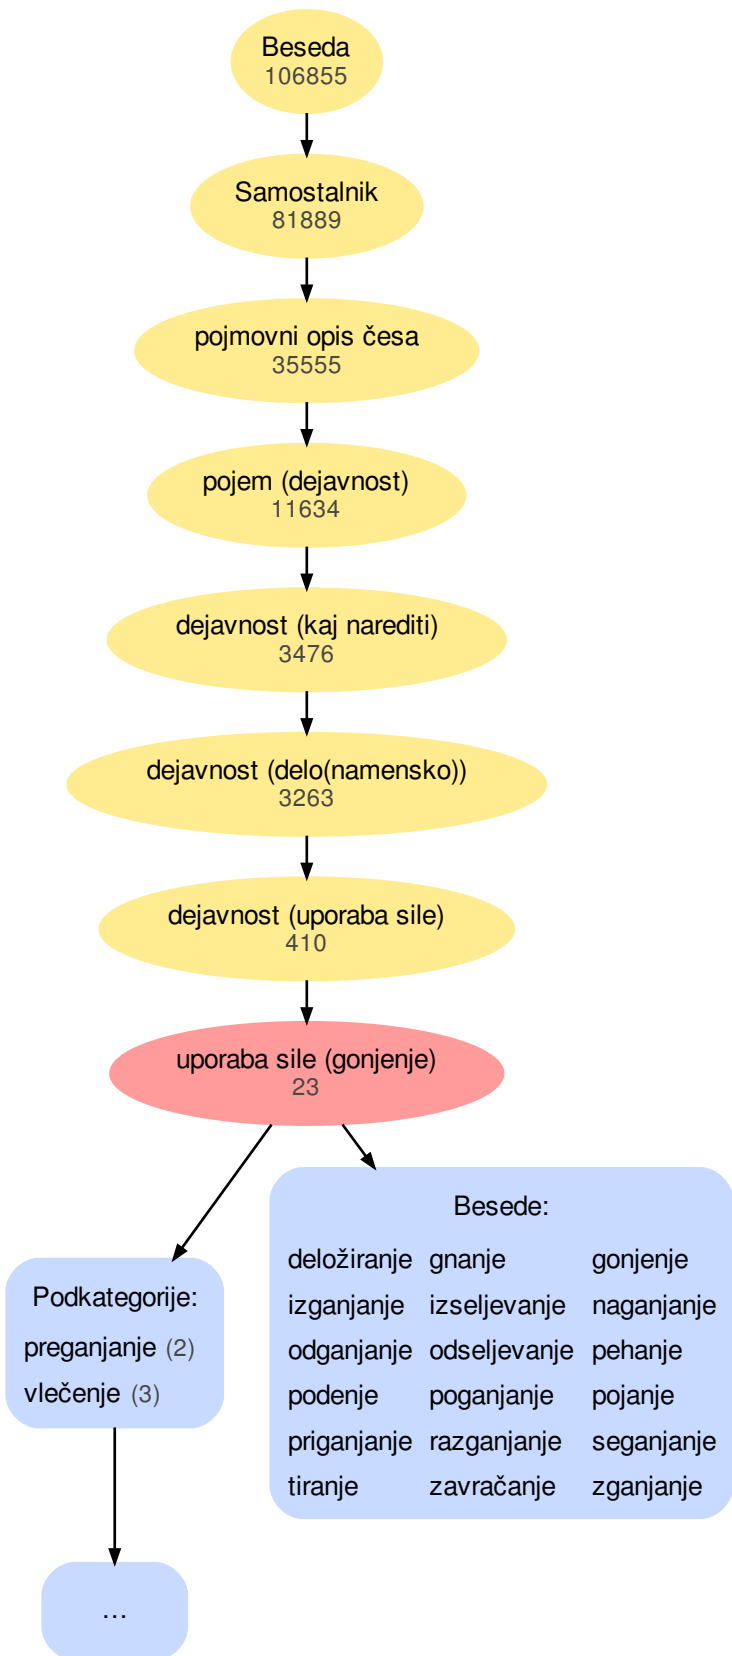 Beseda
106855
Samostalnik
81889
pojmovni opis česa
35555
pojem (dejavnost)
11634
dejavnost (kaj narediti)
3476
dejavnost (delo(namensko))
3263
dejavnost (uporaba sile)
410
uporaba sile (gonjenje)
23
Podkategorije:
preganjanje (2)
vlečenje (3)
...
Besede:
deložiranje gnanje gonjenje
izganjanje izseljevanje naganjanje
odganjanje odseljevanje pehanje
podenje poganjanje pojanje
priganjanje razganjanje seganjanje
tiranje zavračanje zganjanje